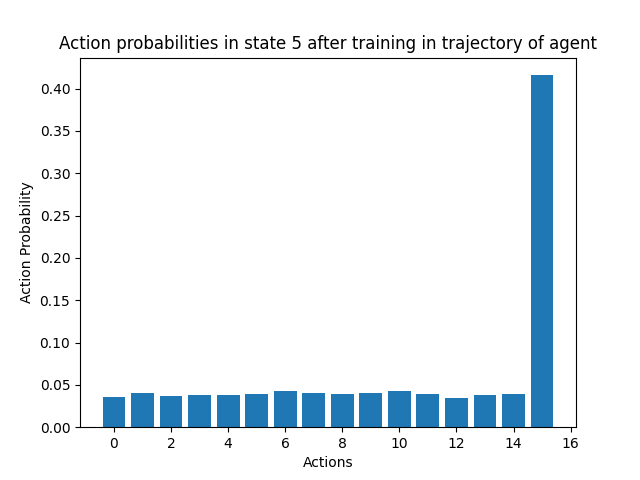 Action probabilities in state 5 after training in trajectory of agent
0.40
0.35
0.30
0.25
0.20
0.15
0.10
0.05
0.00
Action Probability
0 2 4 6 8 10 12 14 16
Actions